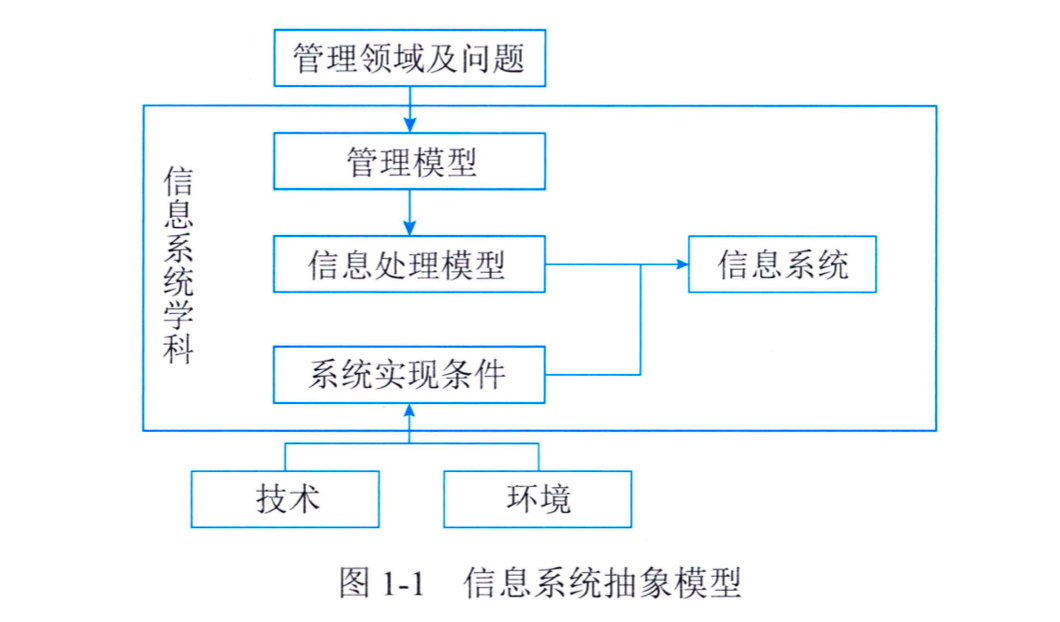 管理领域及问题
信息系统学科
管理模型
信息处理模型
信息系统
系统实现条件
技术
环境
图 1-1 信息系统抽象模型